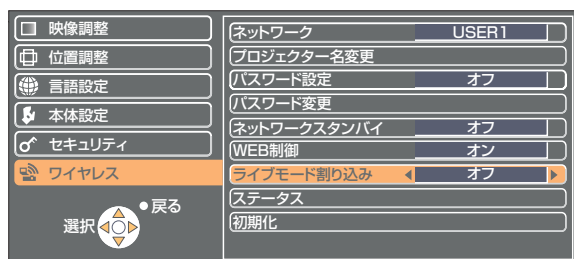 映像調整
位置調整
言語設定
本体設定
セキュリティ
ワイヤレス
戻る
選択
ネットワーク USER1
プロジェクター名変更
パスワード設定 オフ
パスワード変更
ネットワークスタンバイ オフ
WEB制御 オン
ライブモード割り込み オフ
ステータス
初期化